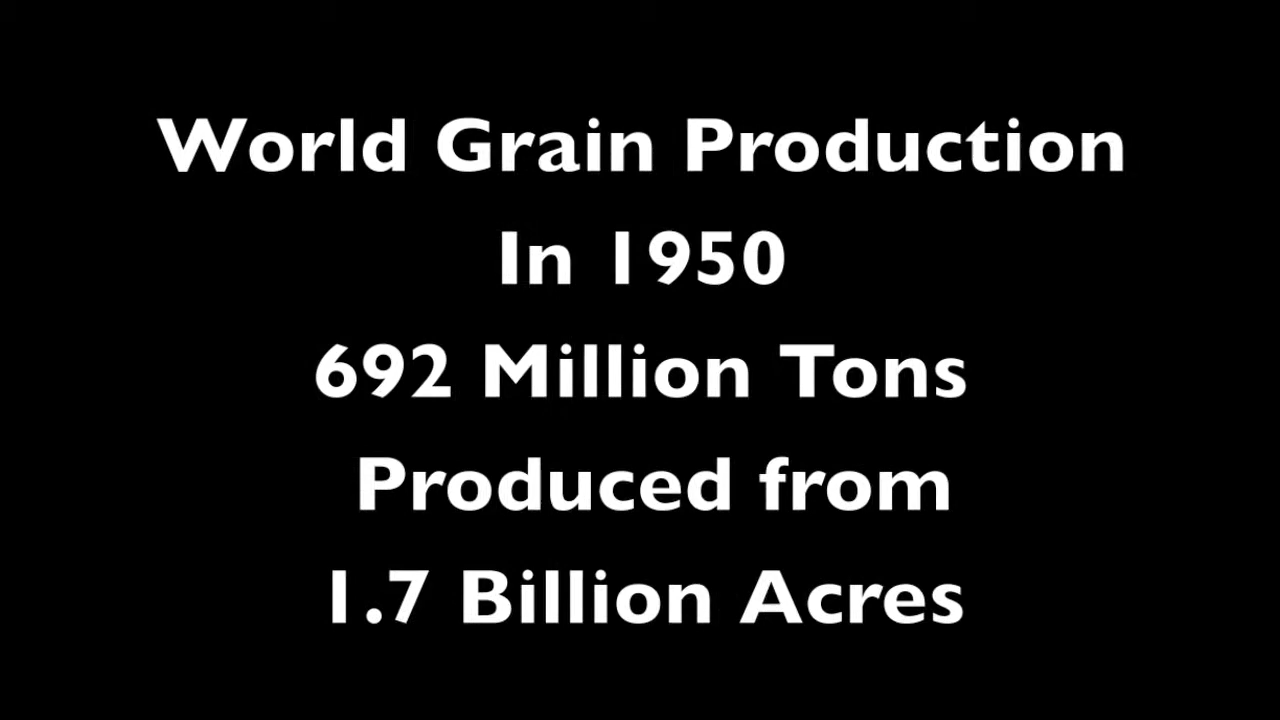 World Grain Production
In 1950
692 Million Tons
Produced from
1.7 Billion Acres